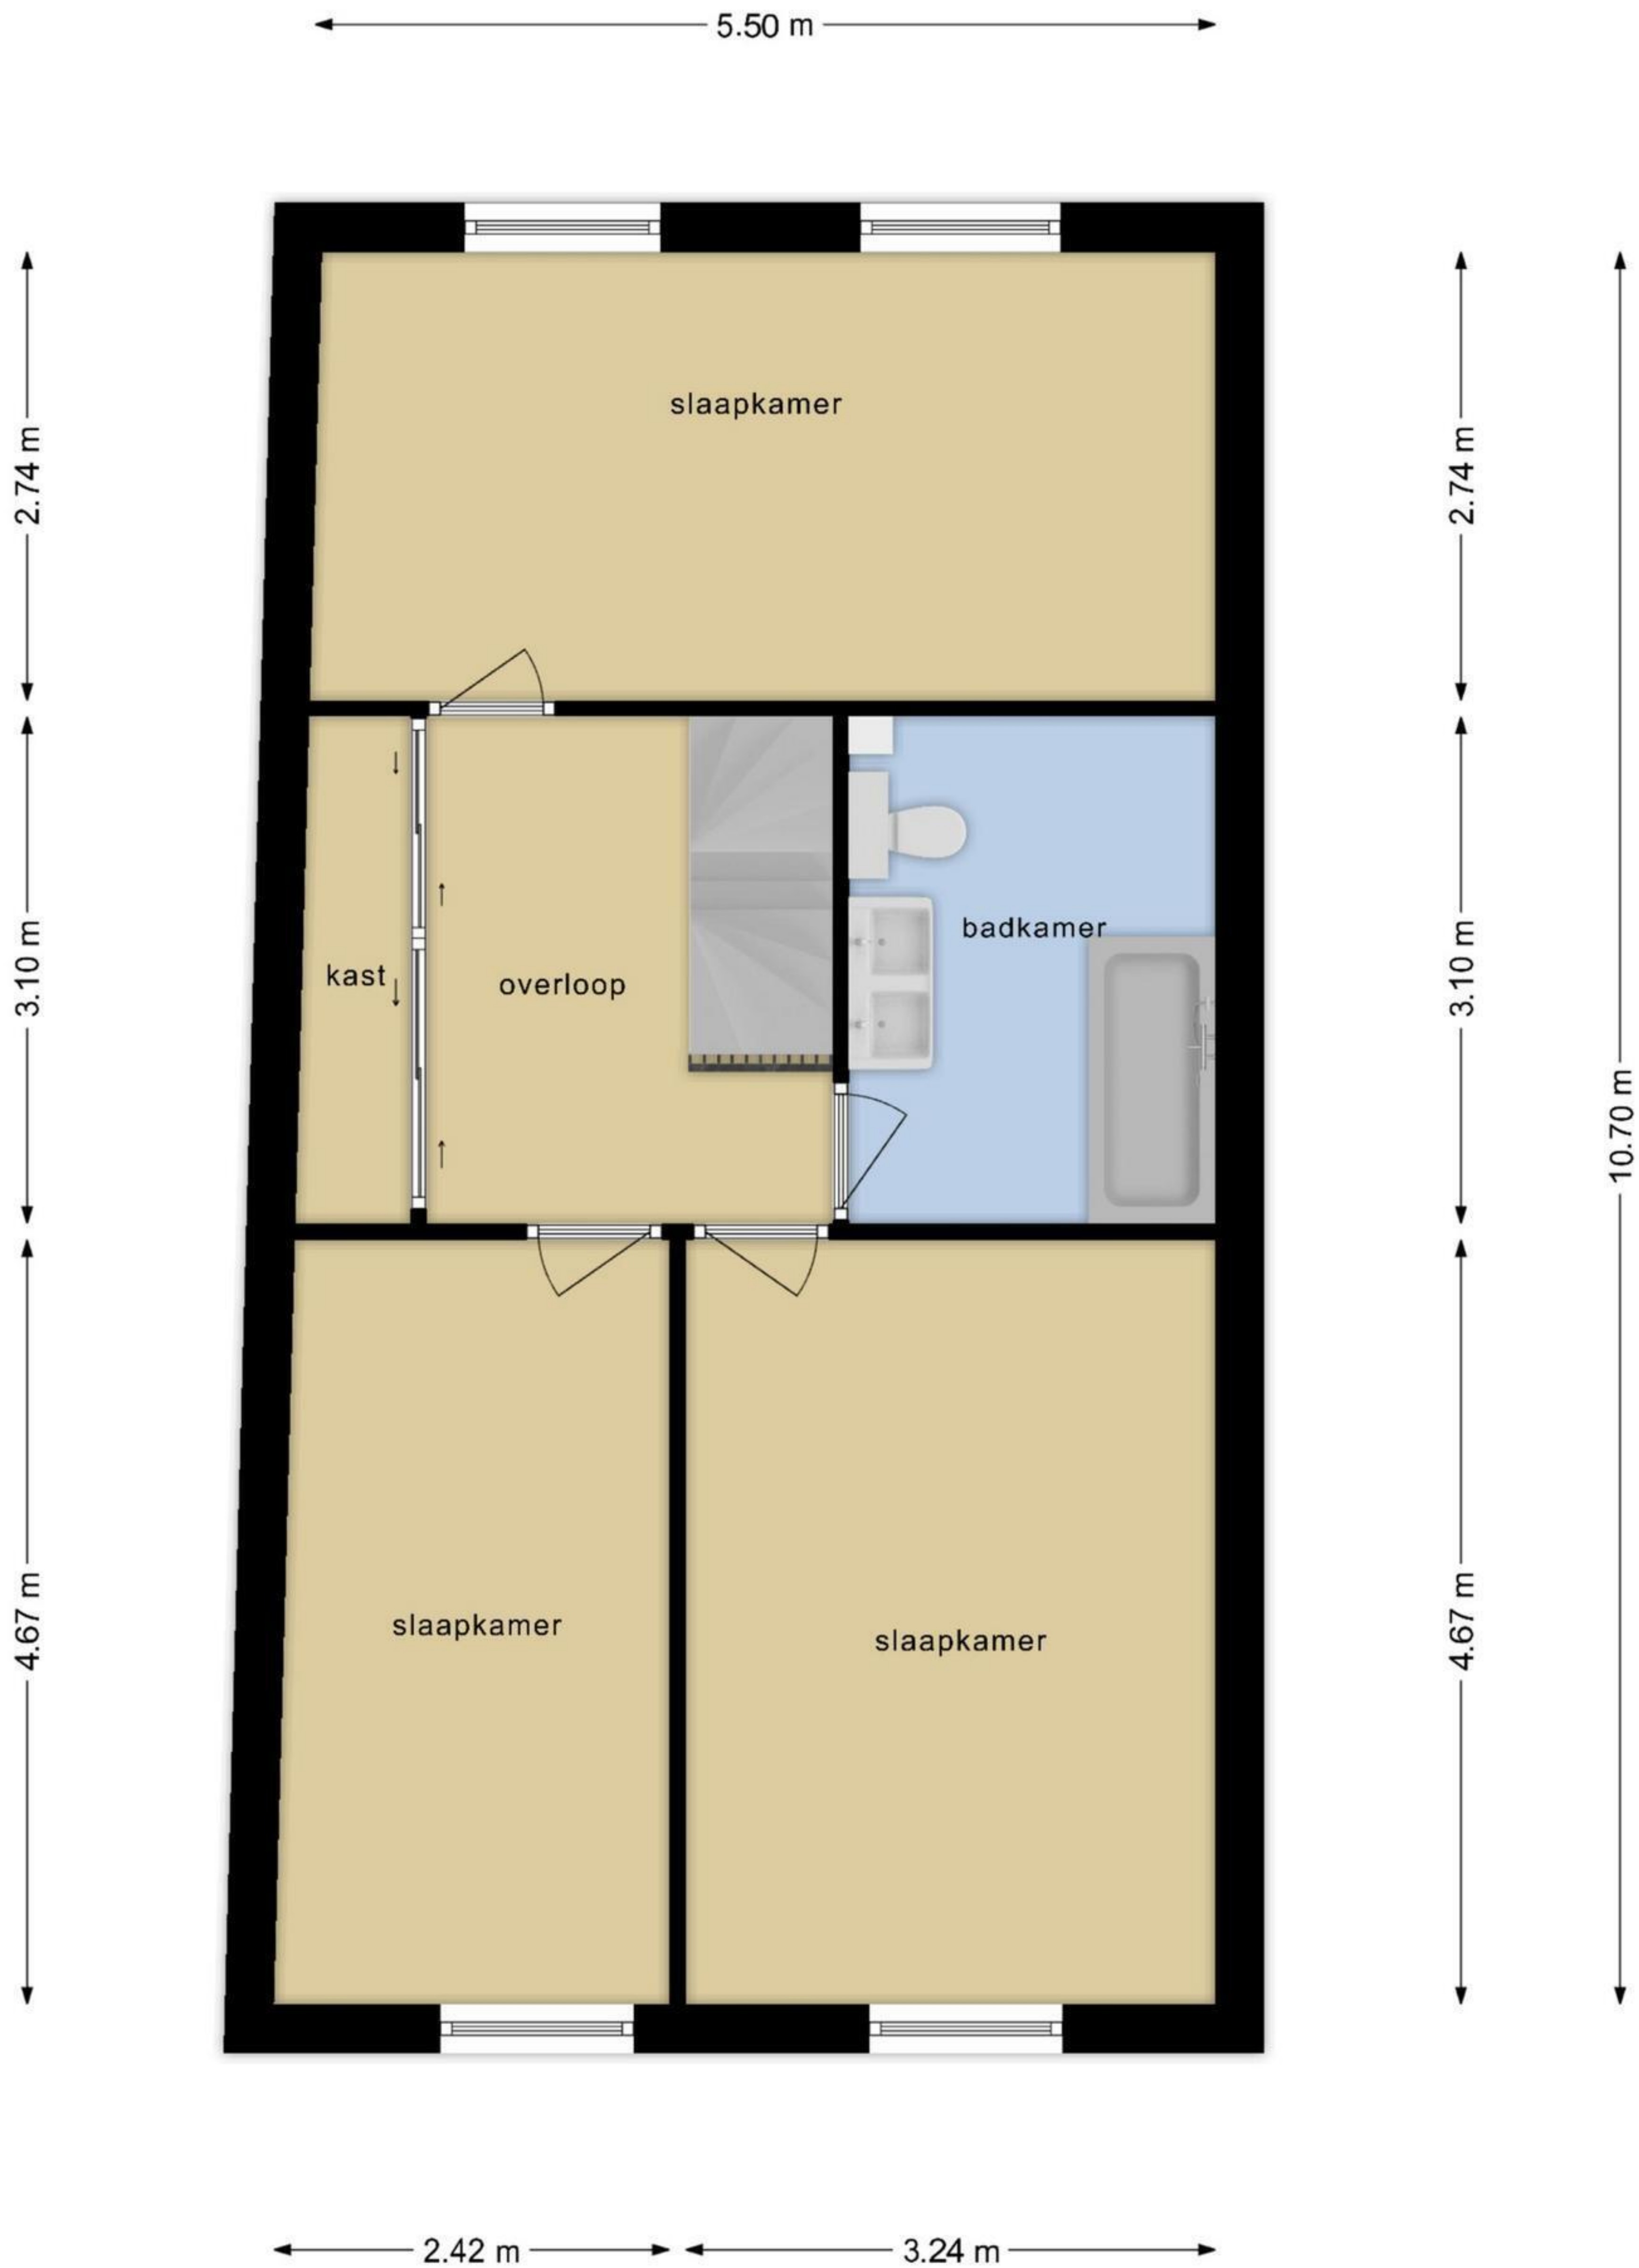 5.50 m
slaapkamer
2.74 m
2.74 m
badkamer
kast
overloop
3.10 m
3.10 m
10.70 m
slaapkamer
slaapkamer
4.67 m
4.67 m
2.42 m
3.24 m